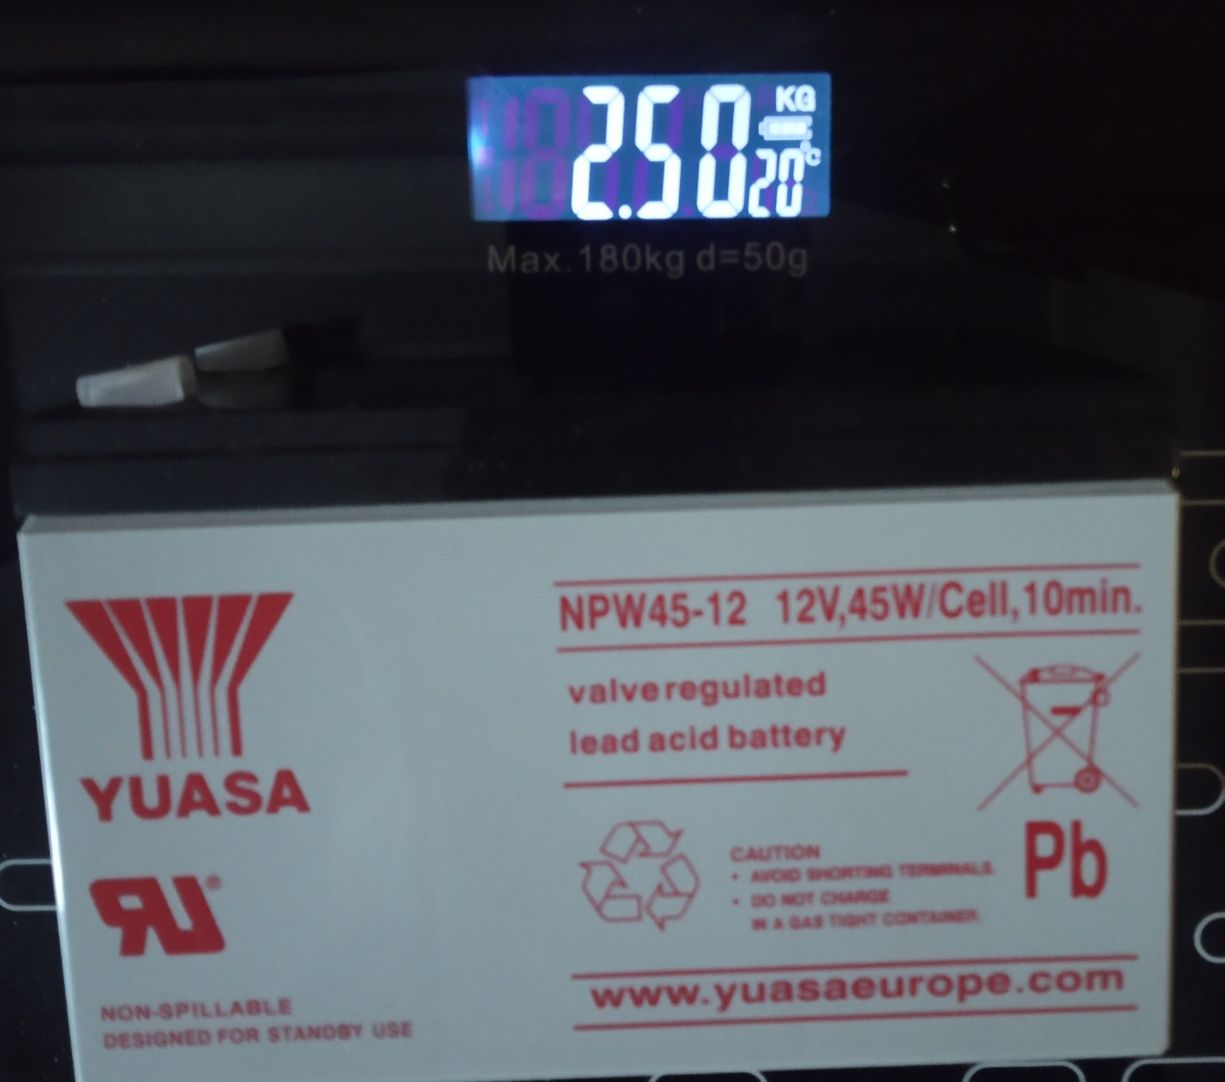 2.50 KG
20°C
Max. 180kg d=50g
NPW45-12 12V,45W/Cell,10min.
valve regulated
lead acid battery
YUASA
CAUTION
• AVOID SHORTING TERMINALS.
• DO NOT CHARGE
IN A GAS TIGHT CONTAINER.
Pb
RU®
www.yuasaeurope.com
NON-SPILLABLE
DESIGNED FOR STANDBY USE